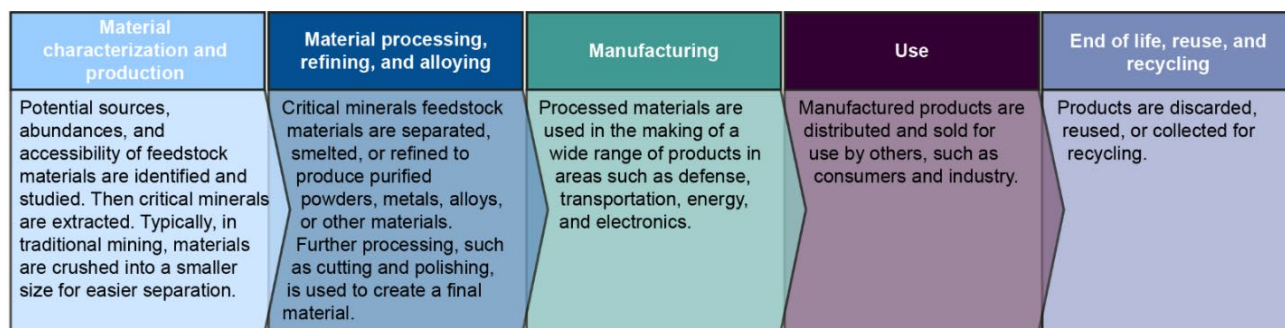 Material
characterization and
production
Potential sources,
abundances, and
accessibility of feedstock
materials are identified and
studied. Then critical minerals
are extracted. Typically, in
traditional mining, materials
are crushed into a smaller
size for easier separation.
Material processing,
refining, and alloying
Critical minerals feedstock
materials are separated,
smelted, or refined to
produce purified
powders, metals, alloys,
or other materials.
Further processing, such
as cutting and polishing,
is used to create a final
material.
Manufacturing
Processed materials are
used in the making of a
wide range of products in
areas such as defense,
transportation, energy,
and electronics.
Use
Manufactured products are
distributed and sold for
use by others, such as
consumers and industry.
End of life, reuse, and
recycling
Products are discarded,
reused, or collected for
recycling.